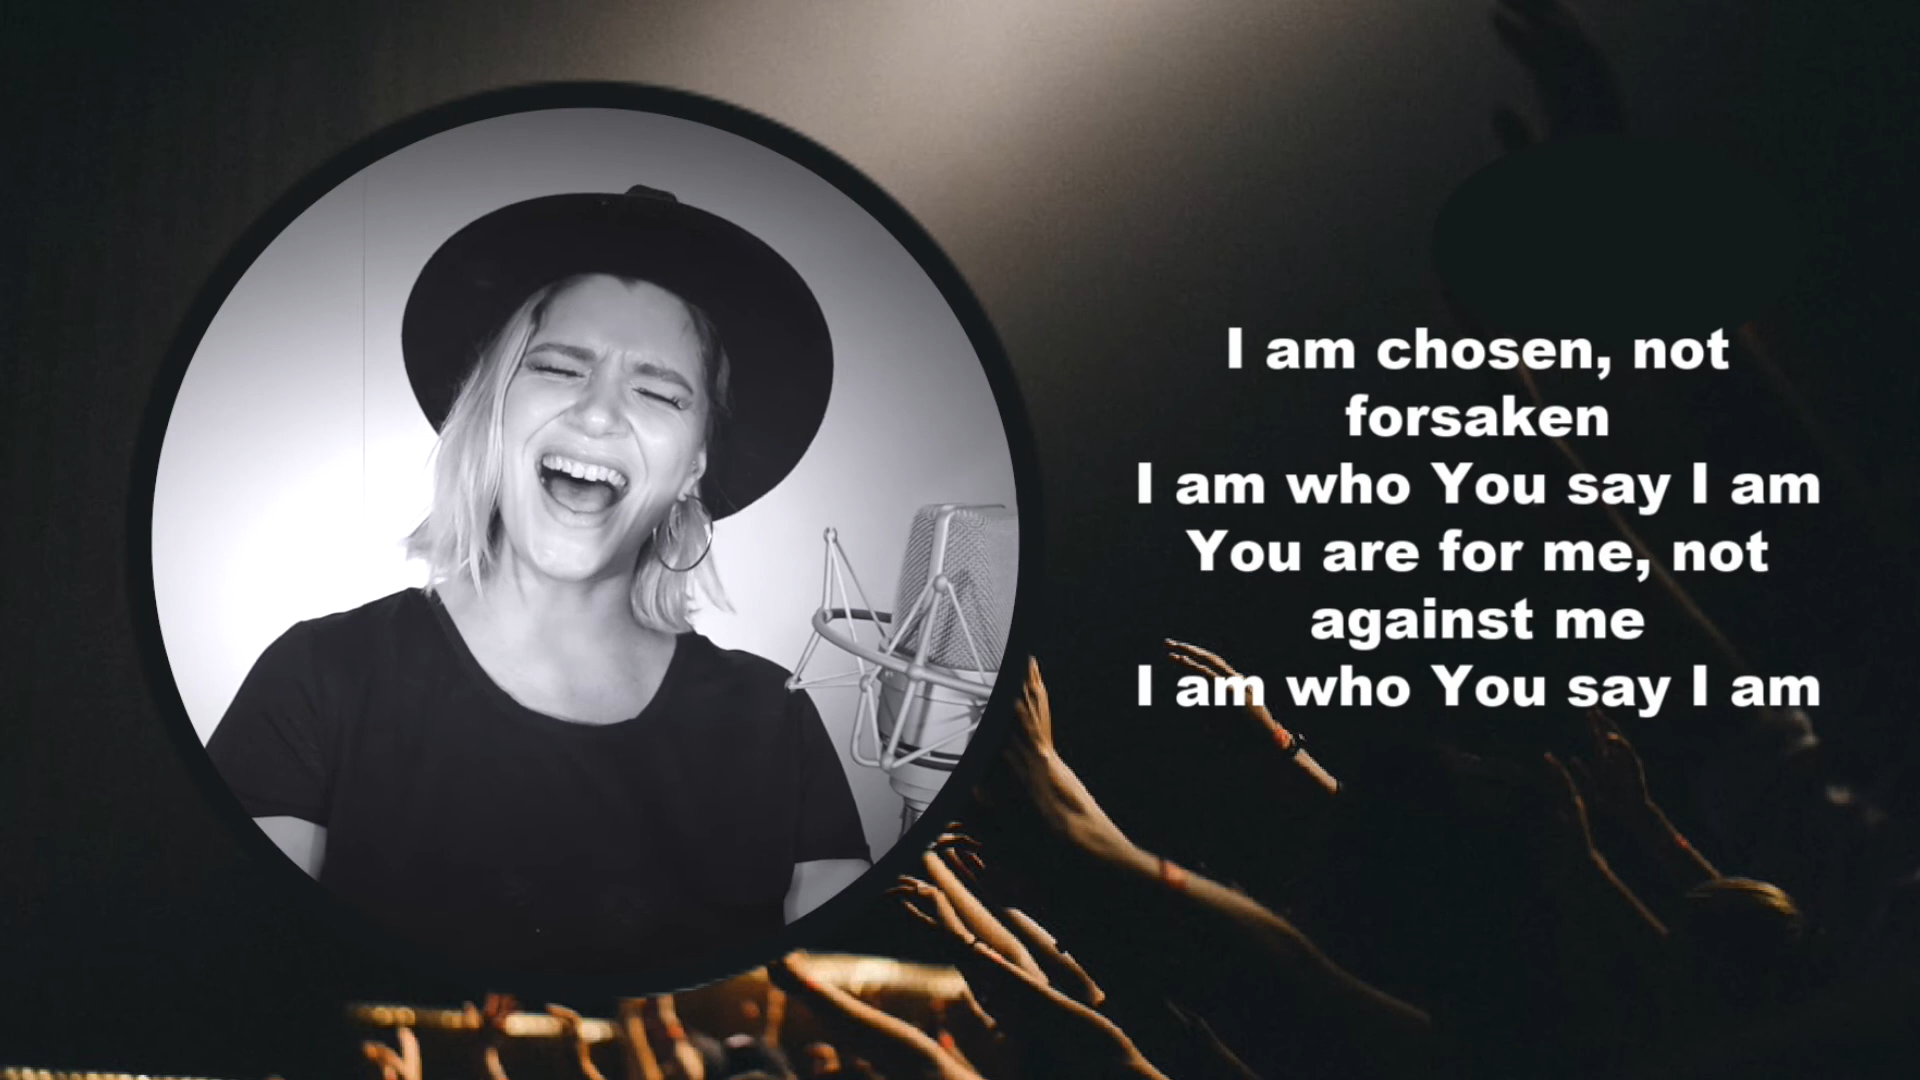 I am chosen, not
forsaken
I am who You say I am
You are for me, not
against me
I am who You say I am